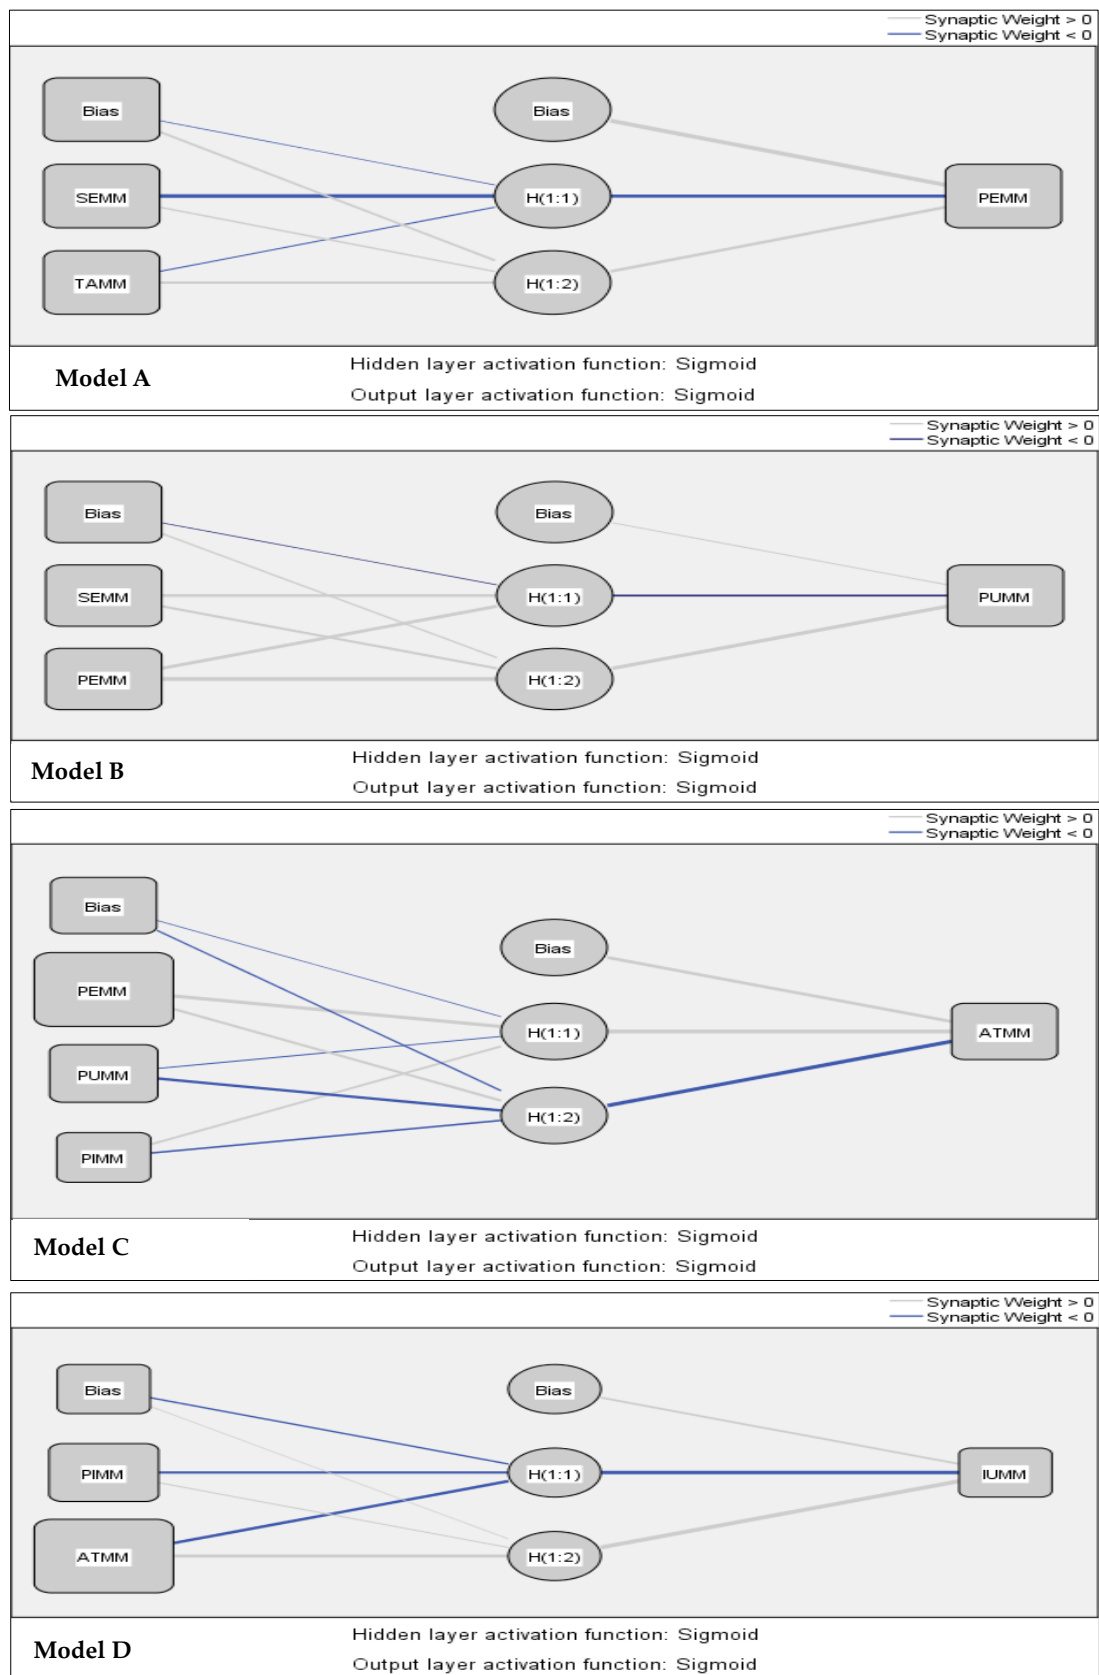 Synaptic Weight > 0
Synaptic Weight < 0
Bias
Bias
SEMM
H(1:1)
PEMM
TAMM
H(1:2)
Hidden layer activation function: Sigmoid
Model A
Output layer activation function: Sigmoid
Synaptic Weight > 0
Synaptic Weight < 0
Bias
Bias
SEMM
H(1:1)
PUMM
PEMM
H(1:2)
Hidden layer activation function: Sigmoid
Model B
Output layer activation function: Sigmoid
Synaptic Weight > 0
Synaptic Weight < 0
Bias
Bias
PEMM
H(1:1)
ATMM
PUMM
H(1:2)
PIMM
Hidden layer activation function: Sigmoid
Model C
Output layer activation function: Sigmoid
Synaptic Weight > 0
Synaptic Weight < 0
Bias
Bias
PIMM
H(1:1)
IUMM
ATMM
H(1:2)
Hidden layer activation function: Sigmoid
Model D
Output layer activation function: Sigmoid